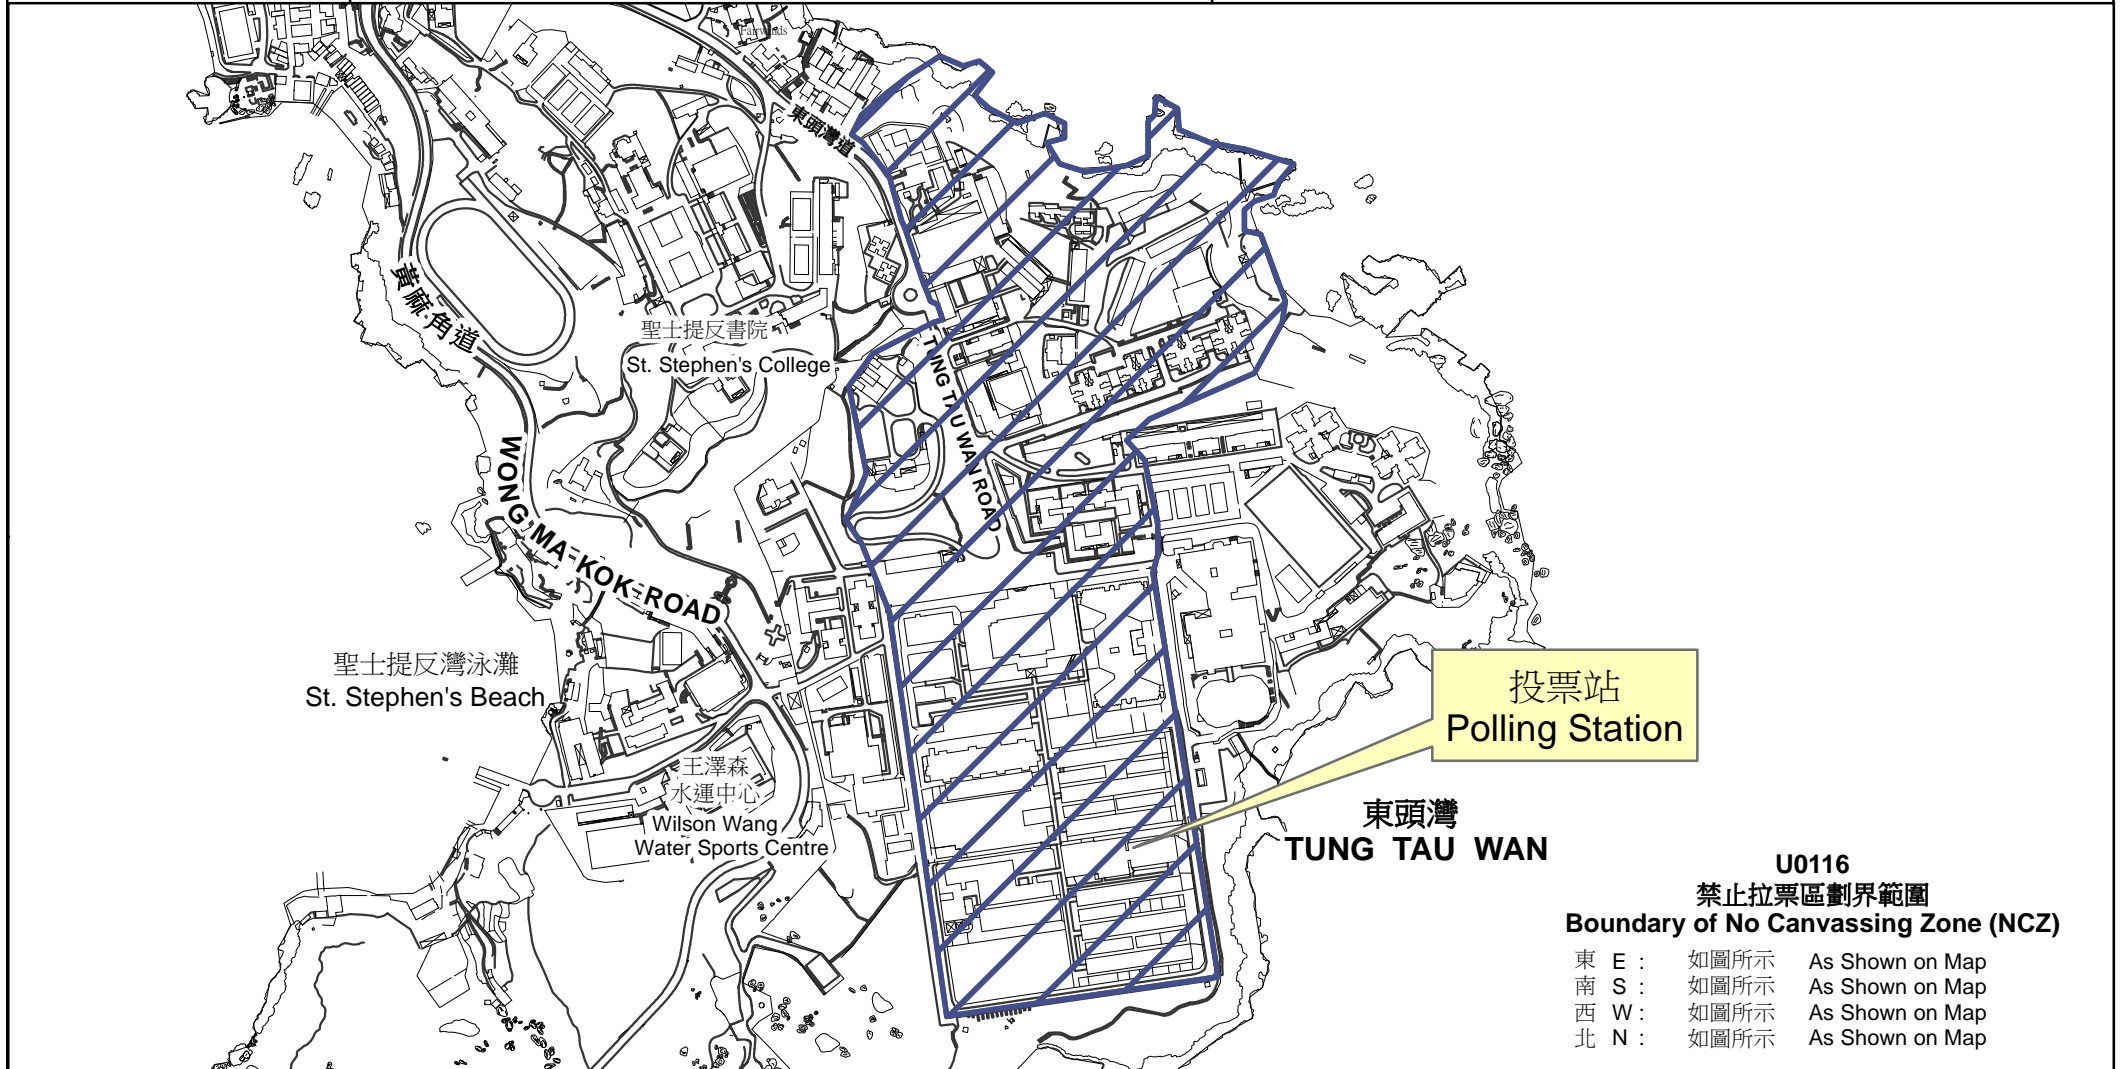 Fairwinds
東頭灣道
黃麻角道
聖士提反書院
St. Stephen's College
TUNG TAU WAN ROAD
WONG MA KOK ROAD
聖士提反灣泳灘
St. Stephen's Beach
投票站
Polling Station
王澤森
水運中心
Wilson Wang
Water Sports Centre
東頭灣
TUNG TAU WAN
U0116
禁止拉票區劃界範圍
Boundary of No Canvassing Zone (NCZ)
東 E : 如圖所示 As Shown on Map
南 S : 如圖所示 As Shown on Map
西 W : 如圖所示 As Shown on Map
北 N : 如圖所示 As Shown on Map